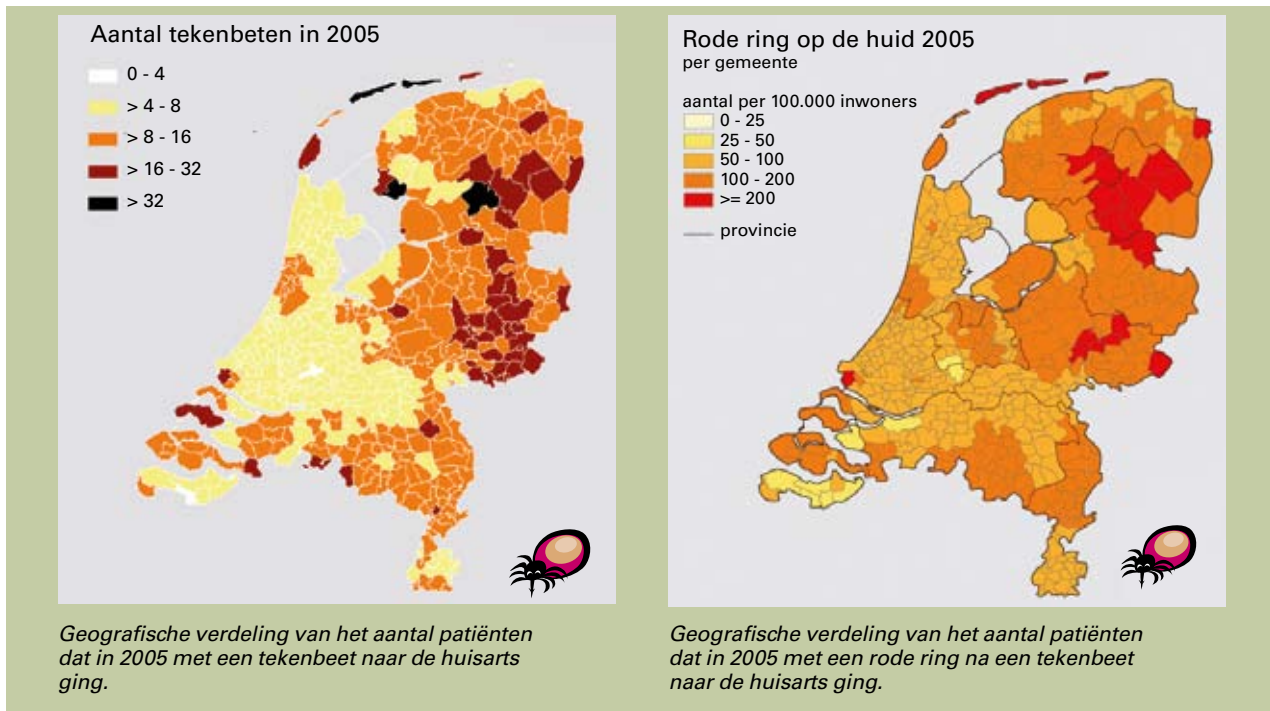 Aantal tekenbeten in 2005
0 - 4
> 4 - 8
> 8 - 16
> 16 - 32
> 32
Geografische verdeling van het aantal patiënten
dat in 2005 met een tekenbeet naar de huisarts
ging.
Rode ring op de huid 2005
per gemeente
aantal per 100.000 inwoners
0 - 25
25 - 50
50 - 100
100 - 200
>= 200
provincie
Geografische verdeling van het aantal patiënten
dat in 2005 met een rode ring na een tekenbeet
naar de huisarts ging.